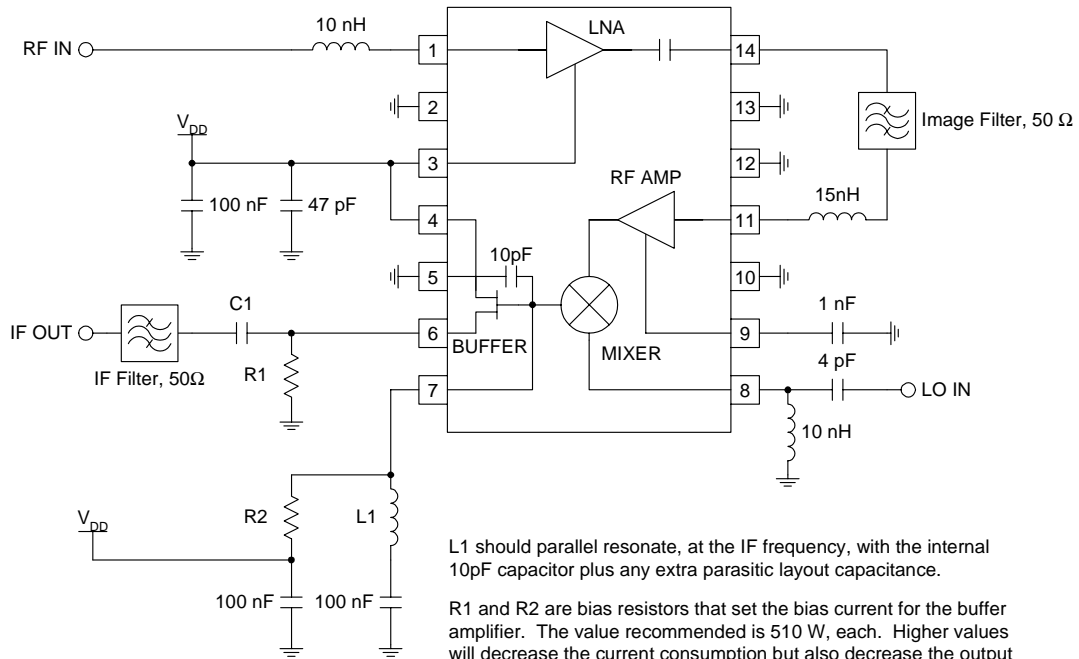 10 nH
LNA
RF IN
1
14
2
13
Image Filter, 50 Ω
V_DD
3
12
RF AMP
15nH
100 nF
47 pF
4
11
10pF
5
10
C1
1 nF
IF OUT
6
9
BUFFER
MIXER
IF Filter, 50Ω
R1
4 pF
7
8
LO IN
10 nH
V_DD
R2
L1
100 nF
100 nF
L1 should parallel resonate, at the IF frequency, with the internal
10pF capacitor plus any extra parasitic layout capacitance.
R1 and R2 are bias resistors that set the bias current for the buffer
amplifier. The value recommended is 510 W, each. Higher values
will decrease the current consumption but also decrease the output